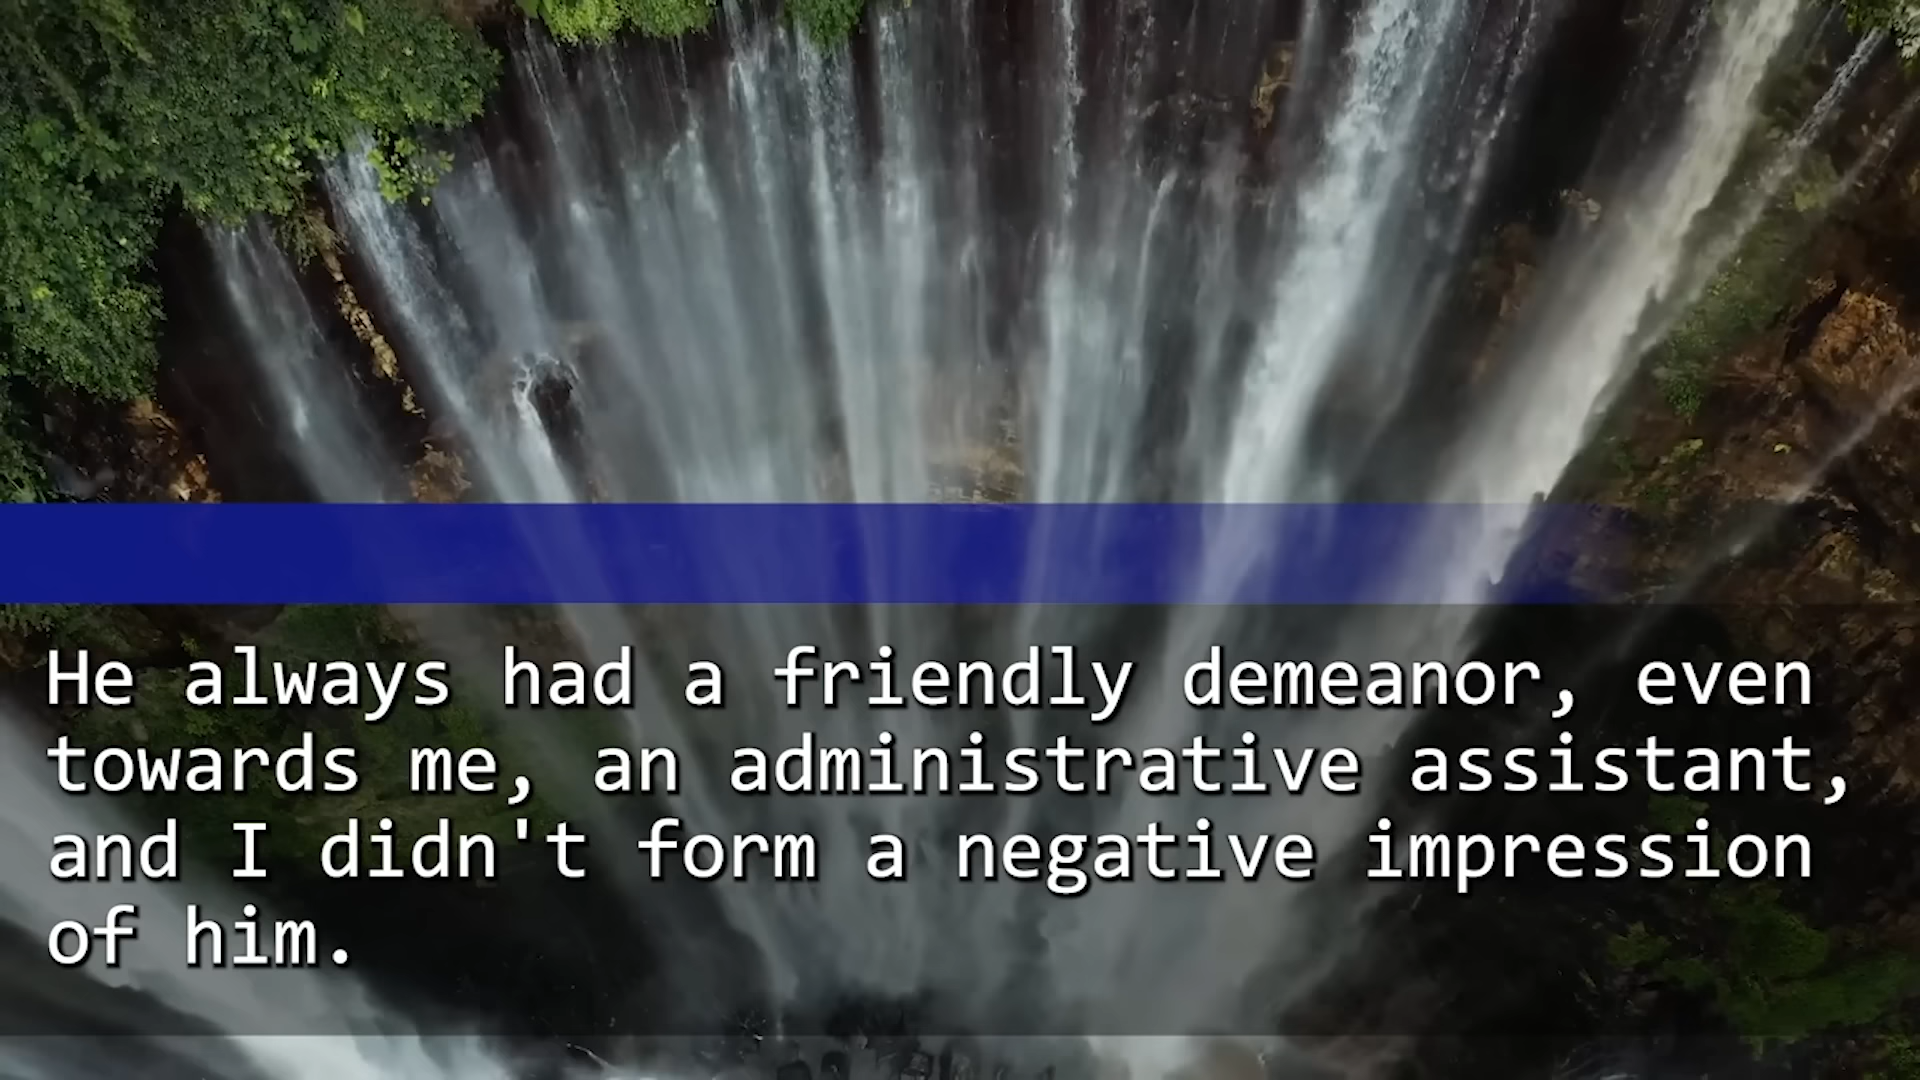 He always had a friendly demeanor, even
towards me, an administrative assistant,
and I didn't form a negative impression
of him.